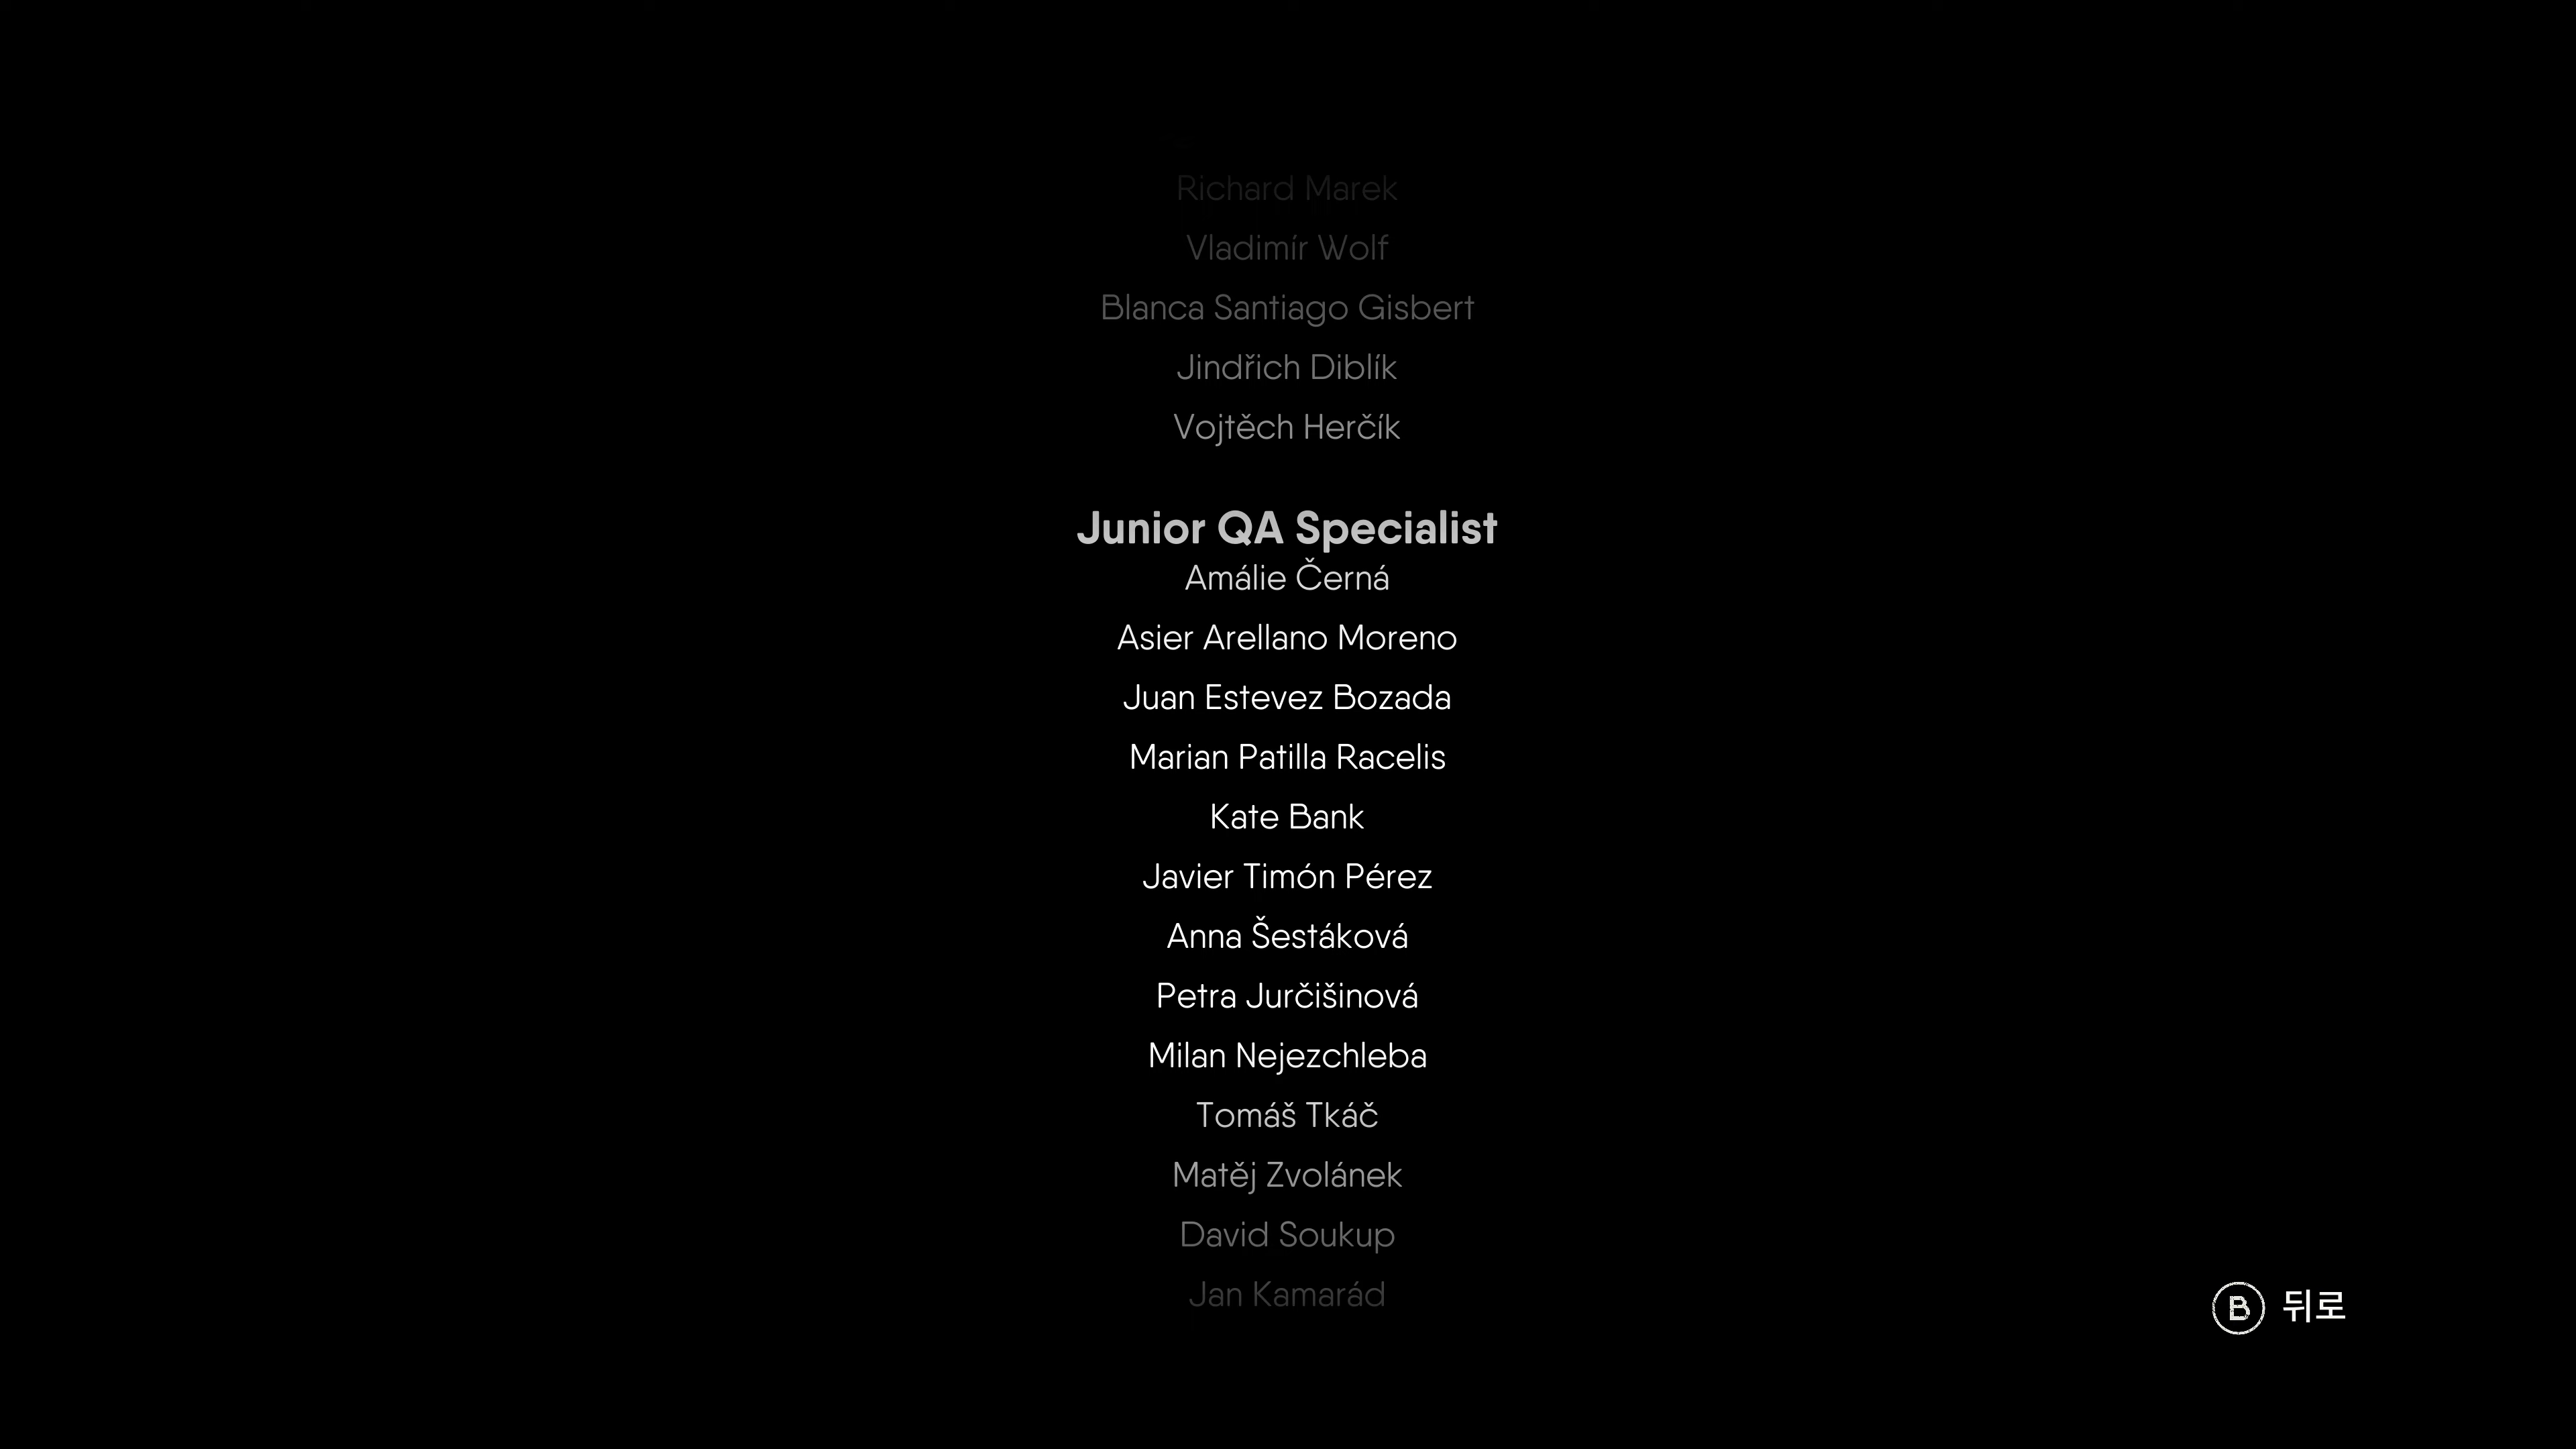 Richard Marek
Vladimír Wolf
Blanca Santiago Gisbert
Jindřich Diblík
Vojtěch Herčík
Junior QA Specialist
Amálie Černá
Asier Arellano Moreno
Juan Estevez Bozada
Marian Patilla Racelis
Kate Bank
Javier Timón Pérez
Anna Šestáková
Petra Jurčišinová
Milan Nejezchleba
Tomáš Tkáč
Matěj Zvolánek
David Soukup
Jan Kamarád
B 뒤로